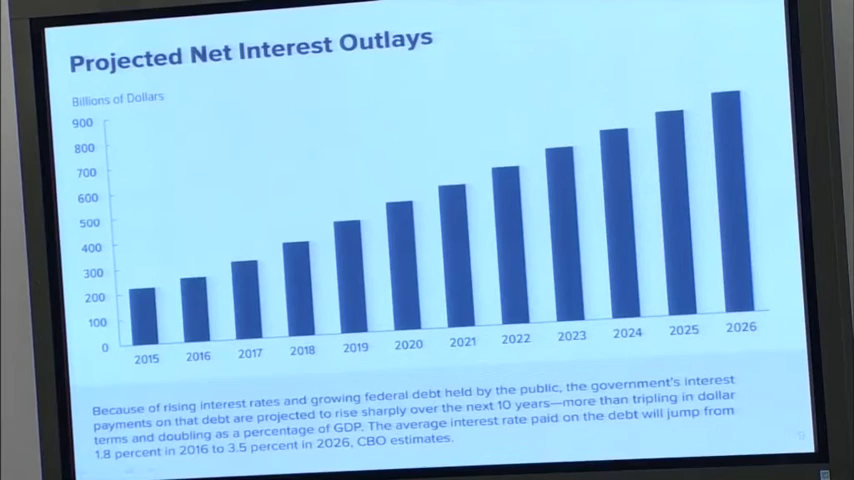 Projected Net Interest Outlays
Billions of Dollars
900
800
700
600
500
400
300
200
100
0
2015 2016 2017 2018 2019 2020 2021 2022 2023 2024 2025 2026
Because of rising interest rates and growing federal debt held by the public, the government's interest
payments on that debt are projected to rise sharply over the next 10 years—more than tripling in dollar
terms and doubling as a percentage of GDP. The average interest rate paid on the debt will jump from
1.8 percent in 2016 to 3.5 percent in 2026, CBO estimates.
9